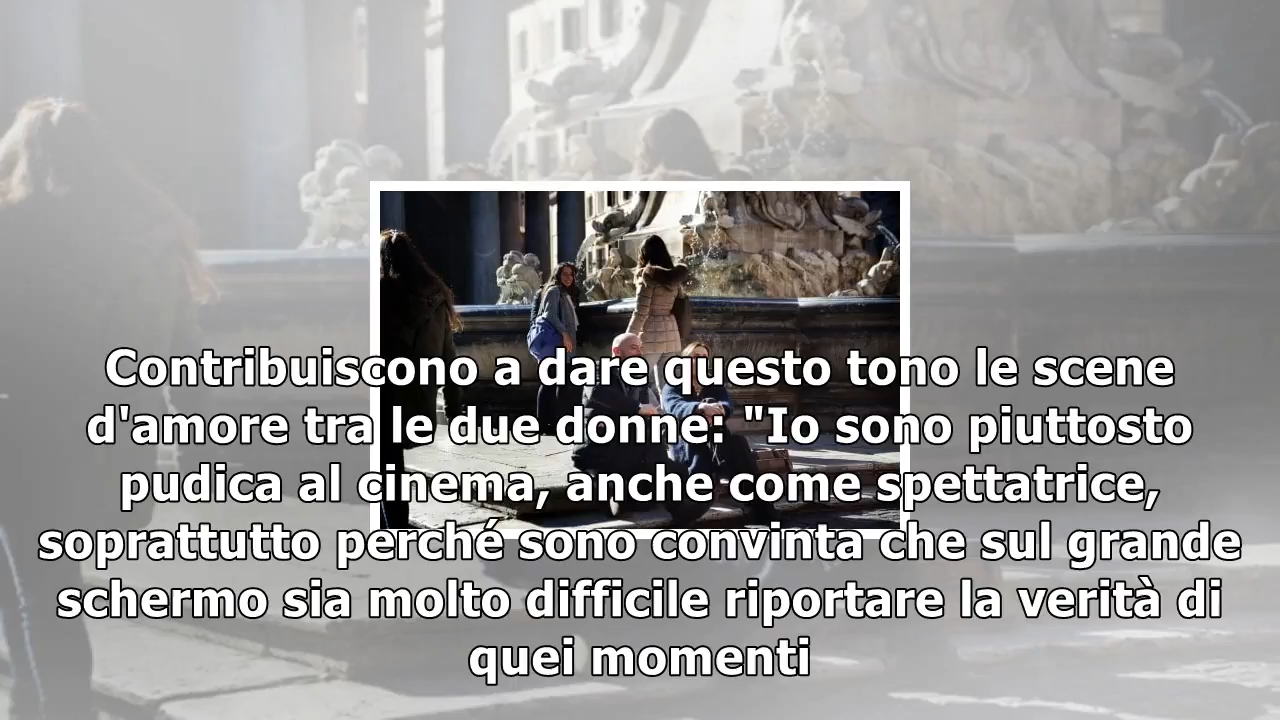 Contribuiscono a dare questo tono le scene
d'amore tra le due donne: "Io sono piuttosto
pudica al cinema, anche come spettatrice,
soprattutto perché sono convinta che sul grande
schermo sia molto difficile riportare la verità di
quei momenti